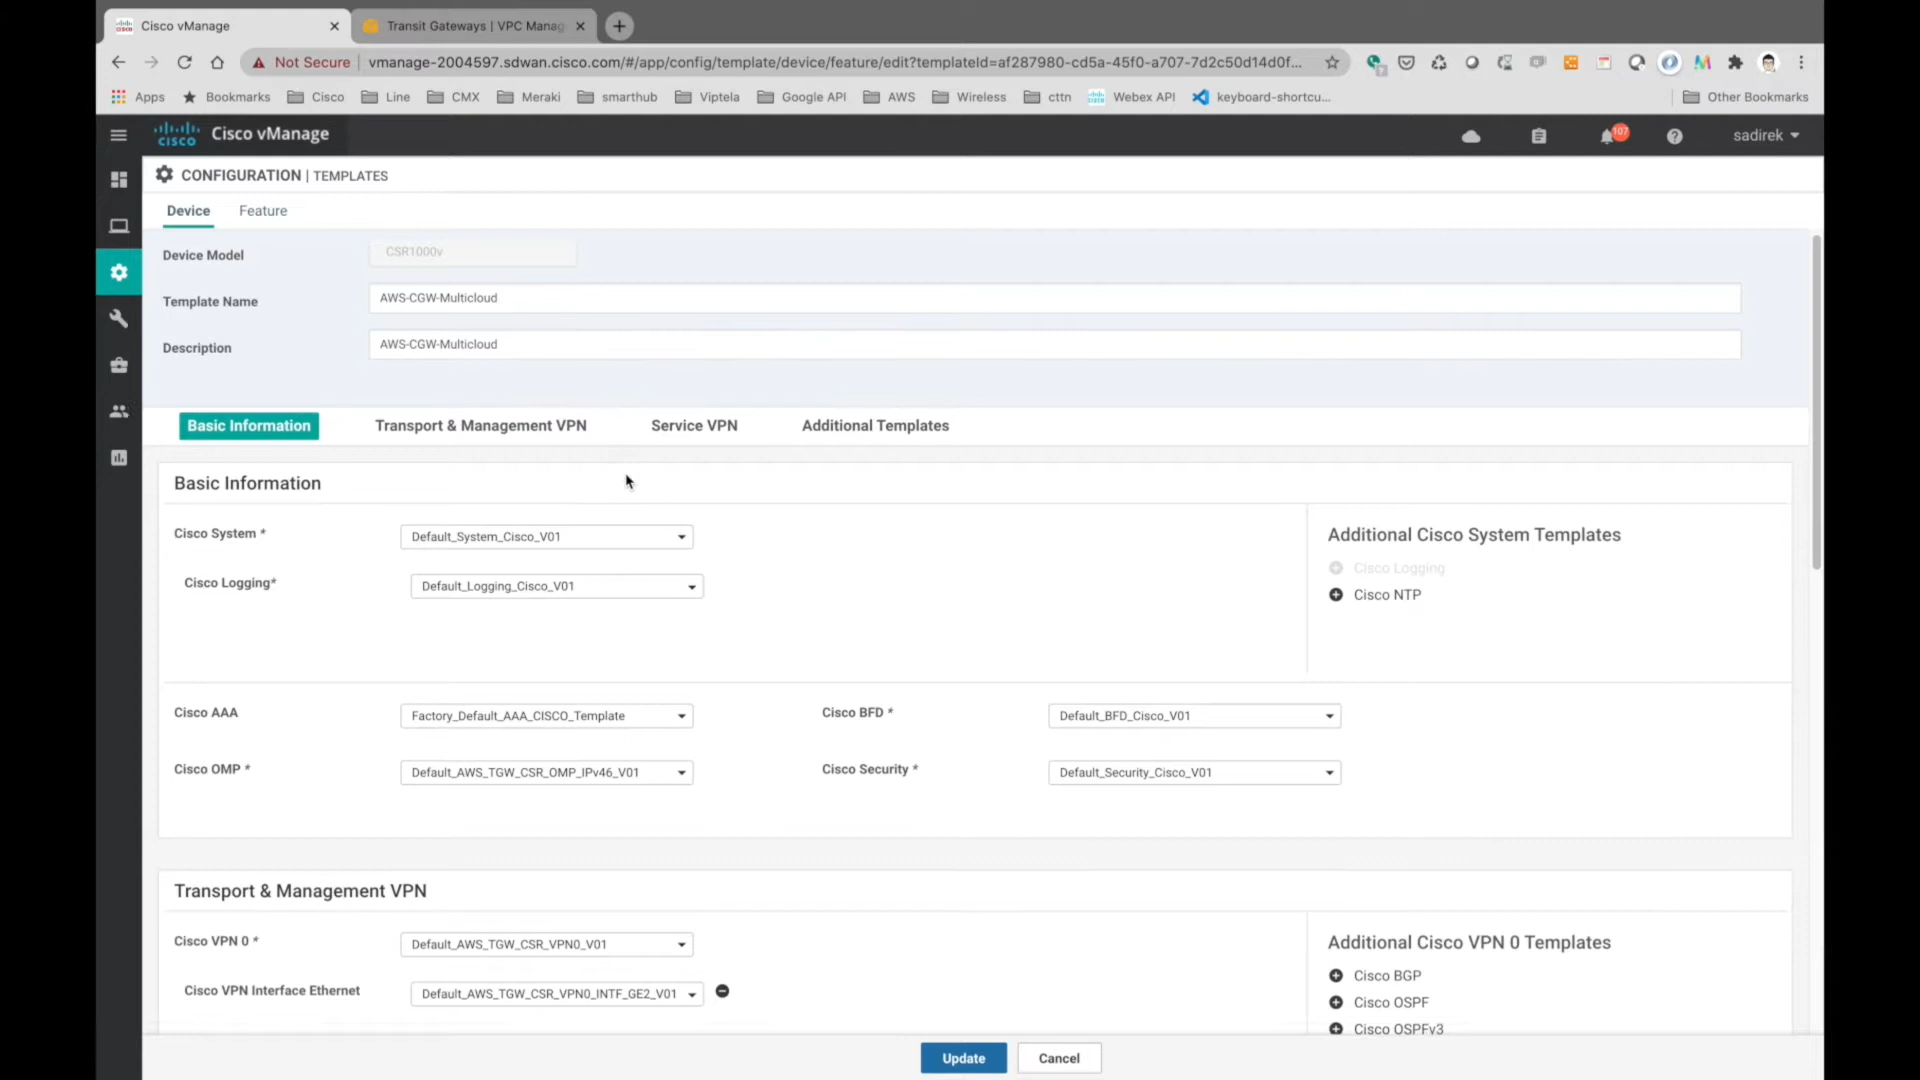 Cisco vManage
Transit Gateways | VPC Manag
Not Secure
vmanage-2004597.sdwan.cisco.com/#/app/config/template/device/feature/edit?templateId=af287980-cd5a-45f0-a707-7d2c50d14d0f...
Apps
Bookmarks
Cisco
Line
CMX
Meraki
smarthub
Viptela
Google API
AWS
Wireless
cttn
Webex API
keyboard-shortcu...
Other Bookmarks
CISCO
Cisco vManage
107
sadirek
CONFIGURATION | TEMPLATES
Device
Feature
Device Model
CSR1000v
Template Name
AWS-CGW-Multicloud
Description
AWS-CGW-Multicloud
Basic Information
Transport & Management VPN
Service VPN
Additional Templates
Basic Information
Cisco System *
Default_System_Cisco_V01
Cisco Logging*
Default_Logging_Cisco_V01
Additional Cisco System Templates
Cisco Logging
Cisco NTP
Cisco AAA
Factory_Default_AAA_CISCO_Template
Cisco BFD *
Default_BFD_Cisco_V01
Cisco OMP *
Default_AWS_TGW_CSR_OMP_IPv46_V01
Cisco Security *
Default_Security_Cisco_V01
Transport & Management VPN
Cisco VPN 0 *
Default_AWS_TGW_CSR_VPN0_V01
Cisco VPN Interface Ethernet
Default_AWS_TGW_CSR_VPN0_INTF_GE2_V01
Additional Cisco VPN 0 Templates
Cisco BGP
Cisco OSPF
Cisco OSPFv3
Update
Cancel